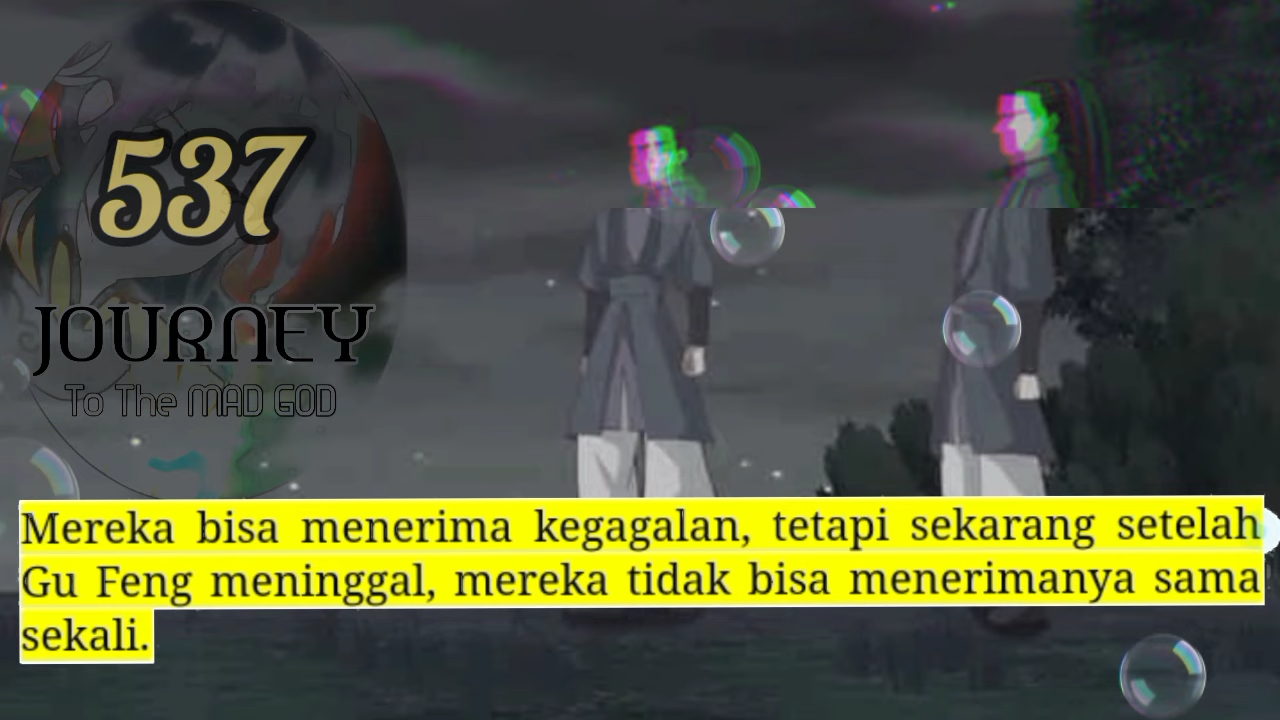 537
JOURNEY
To The MAD GOD
Mereka bisa menerima kegagalan, tetapi sekarang setelah
Gu Feng meninggal, mereka tidak bisa menerimanya sama
sekali.